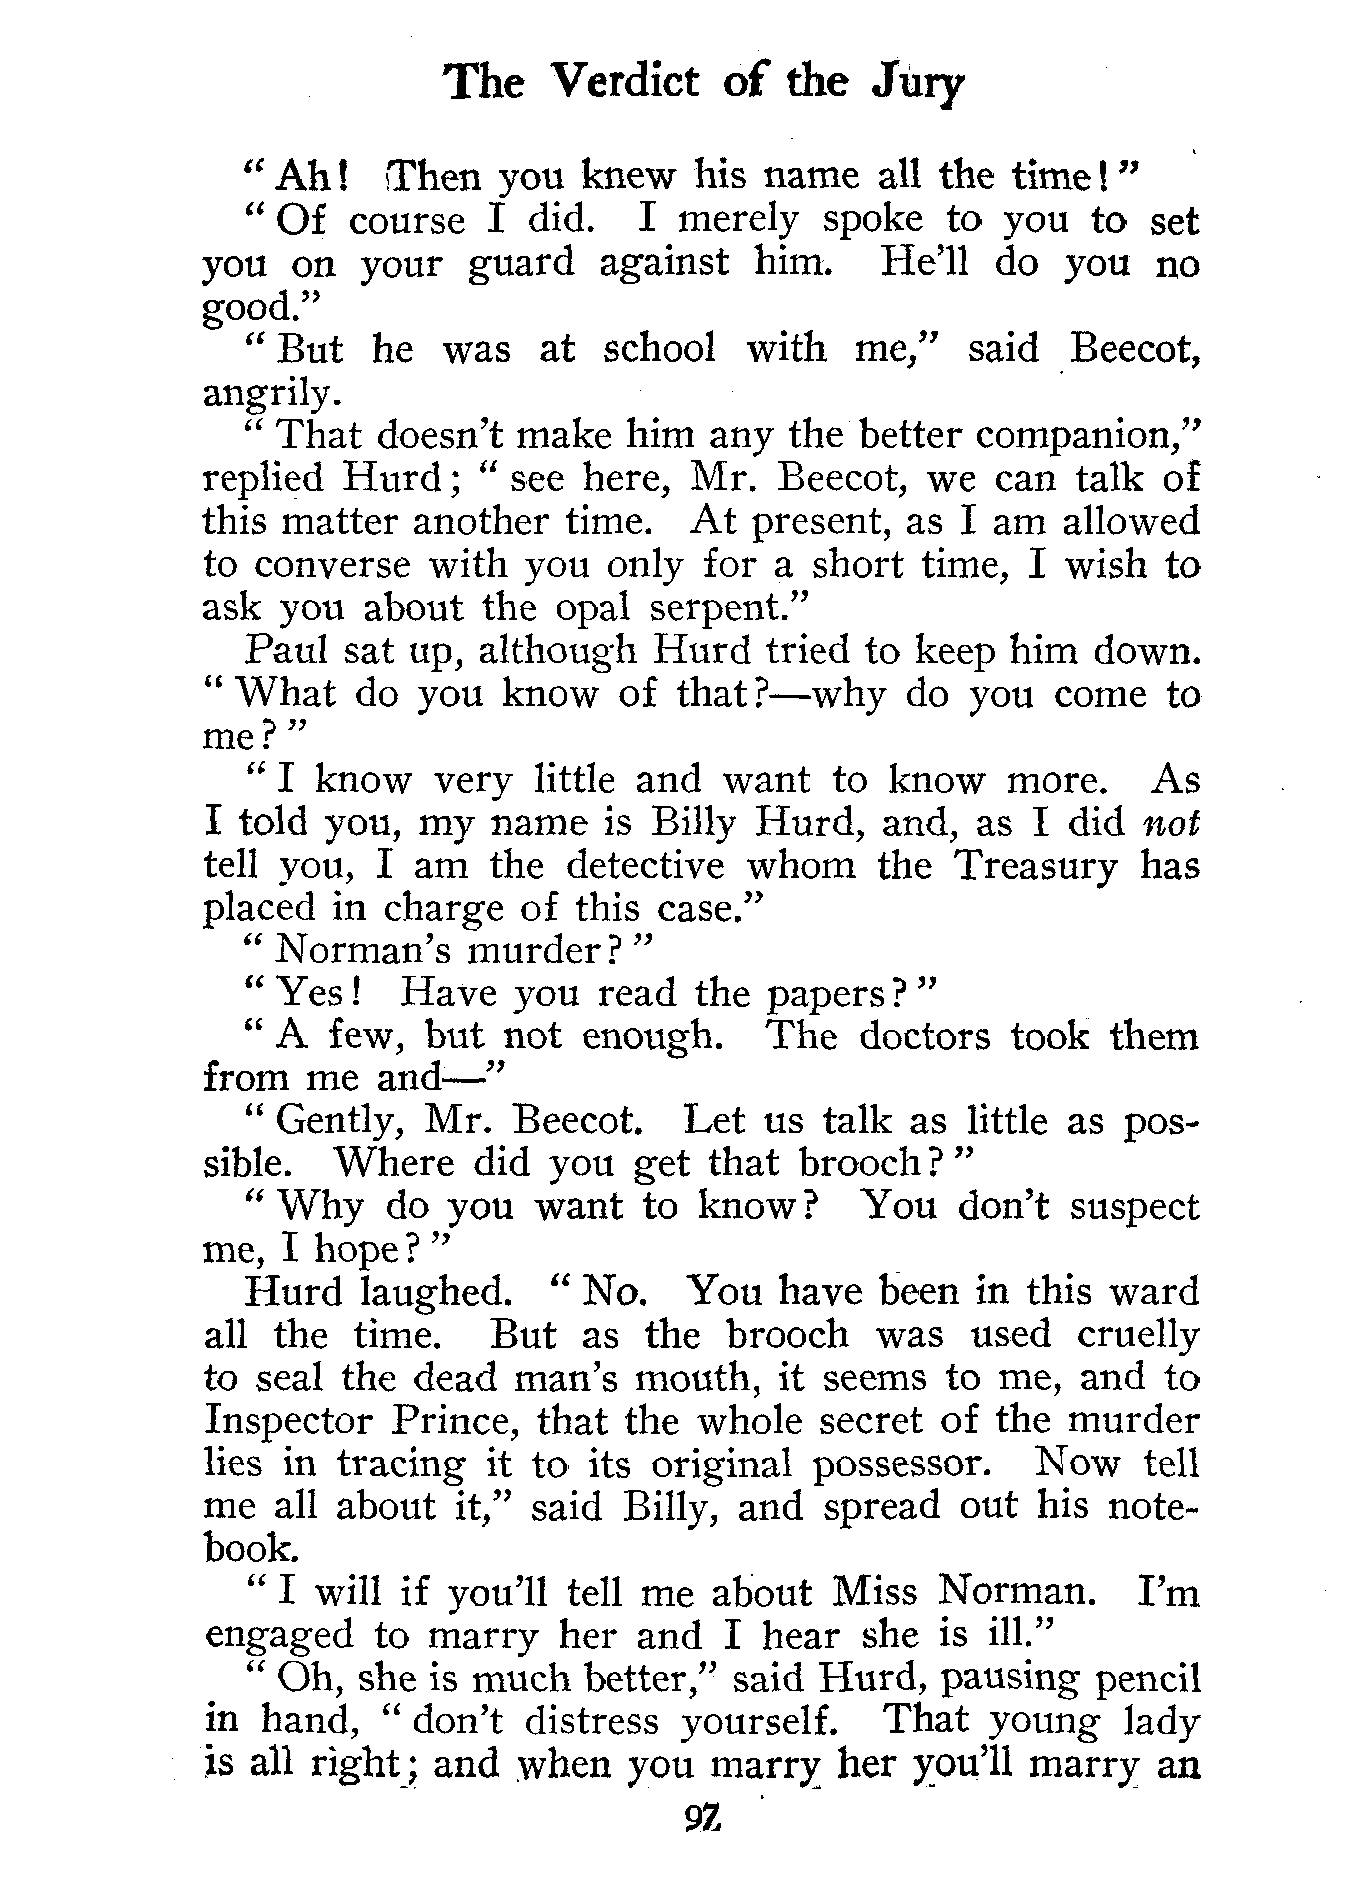 The Verdict of the Jury
“ Ah! Then you knew his name all the time! ”
“ Of course I did. I merely spoke to you to set
you on your guard against him. He’ll do you no
good.”
“ But he was at school with me,” said Beecot,
angrily.
“ That doesn’t make him any the better companion,”
replied Hurd; “ see here, Mr. Beecot, we can talk of
this matter another time. At present, as I am allowed
to converse with you only for a short time, I wish to
ask you about the opal serpent.”
Paul sat up, although Hurd tried to keep him down.
“ What do you know of that?—why do you come to
me? ”
“ I know very little and want to know more. As
I told you, my name is Billy Hurd, and, as I did not
tell you, I am the detective whom the Treasury has
placed in charge of this case.”
“ Norman’s murder? ”
“ Yes! Have you read the papers? ”
“ A few, but not enough. The doctors took them
from me and—”
“ Gently, Mr. Beecot. Let us talk as little as pos-
sible. Where did you get that brooch? ”
“ Why do you want to know? You don’t suspect
me, I hope? ”
Hurd laughed. “ No. You have been in this ward
all the time. But as the brooch was used cruelly
to seal the dead man’s mouth, it seems to me, and to
Inspector Prince, that the whole secret of the murder
lies in tracing it to its original possessor. Now tell
me all about it,” said Billy, and spread out his note-
book.
“ I will if you’ll tell me about Miss Norman. I’m
engaged to marry her and I hear she is ill.”
“ Oh, she is much better,” said Hurd, pausing pencil
in hand, “ don’t distress yourself. That young lady
is all right; and when you marry her you’ll marry an
97